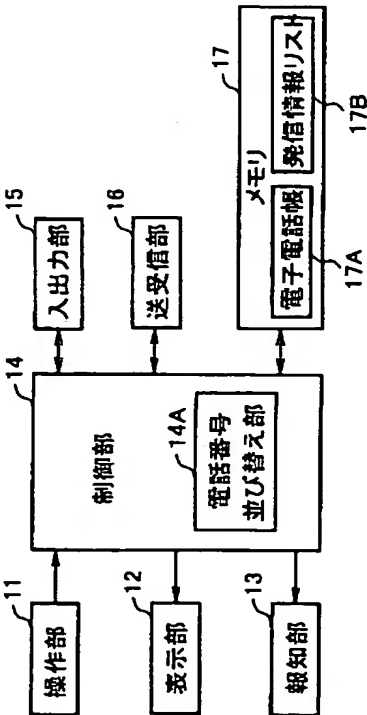 11
操作部
12
表示部
13
報知部
14
制御部
14A
電話番号
並び替え部
15
入出力部
16
送受信部
17
メモリ
電子電話帳
17A
発信情報リスト
17B